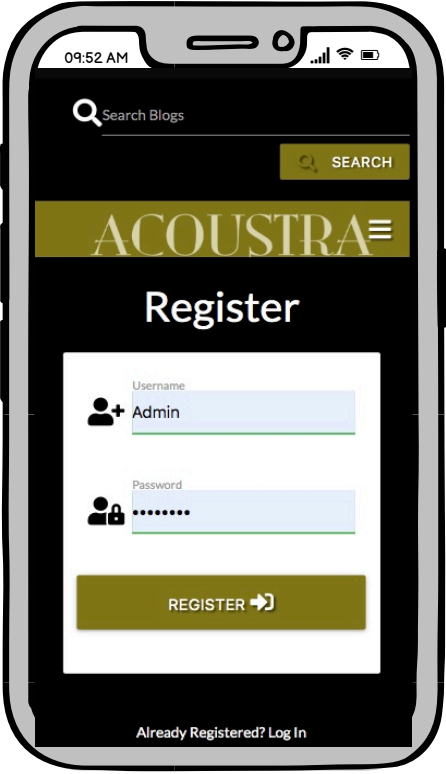 09:52 AM
Search Blogs
SEARCH
ACOUSTRA
Register
Username
Admin
Password
••••••••
REGISTER
Already Registered? Log In